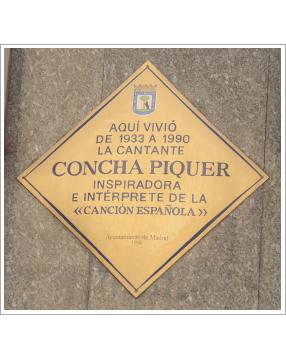 AQUÍ VIVIÓ
DE 1933 A 1990
LA CANTANTE
CONCHA PIQUER
INSPIRADORA
E INTÉRPRETE DE LA
«CANCIÓN ESPAÑOLA»
Ayuntamiento de Madrid